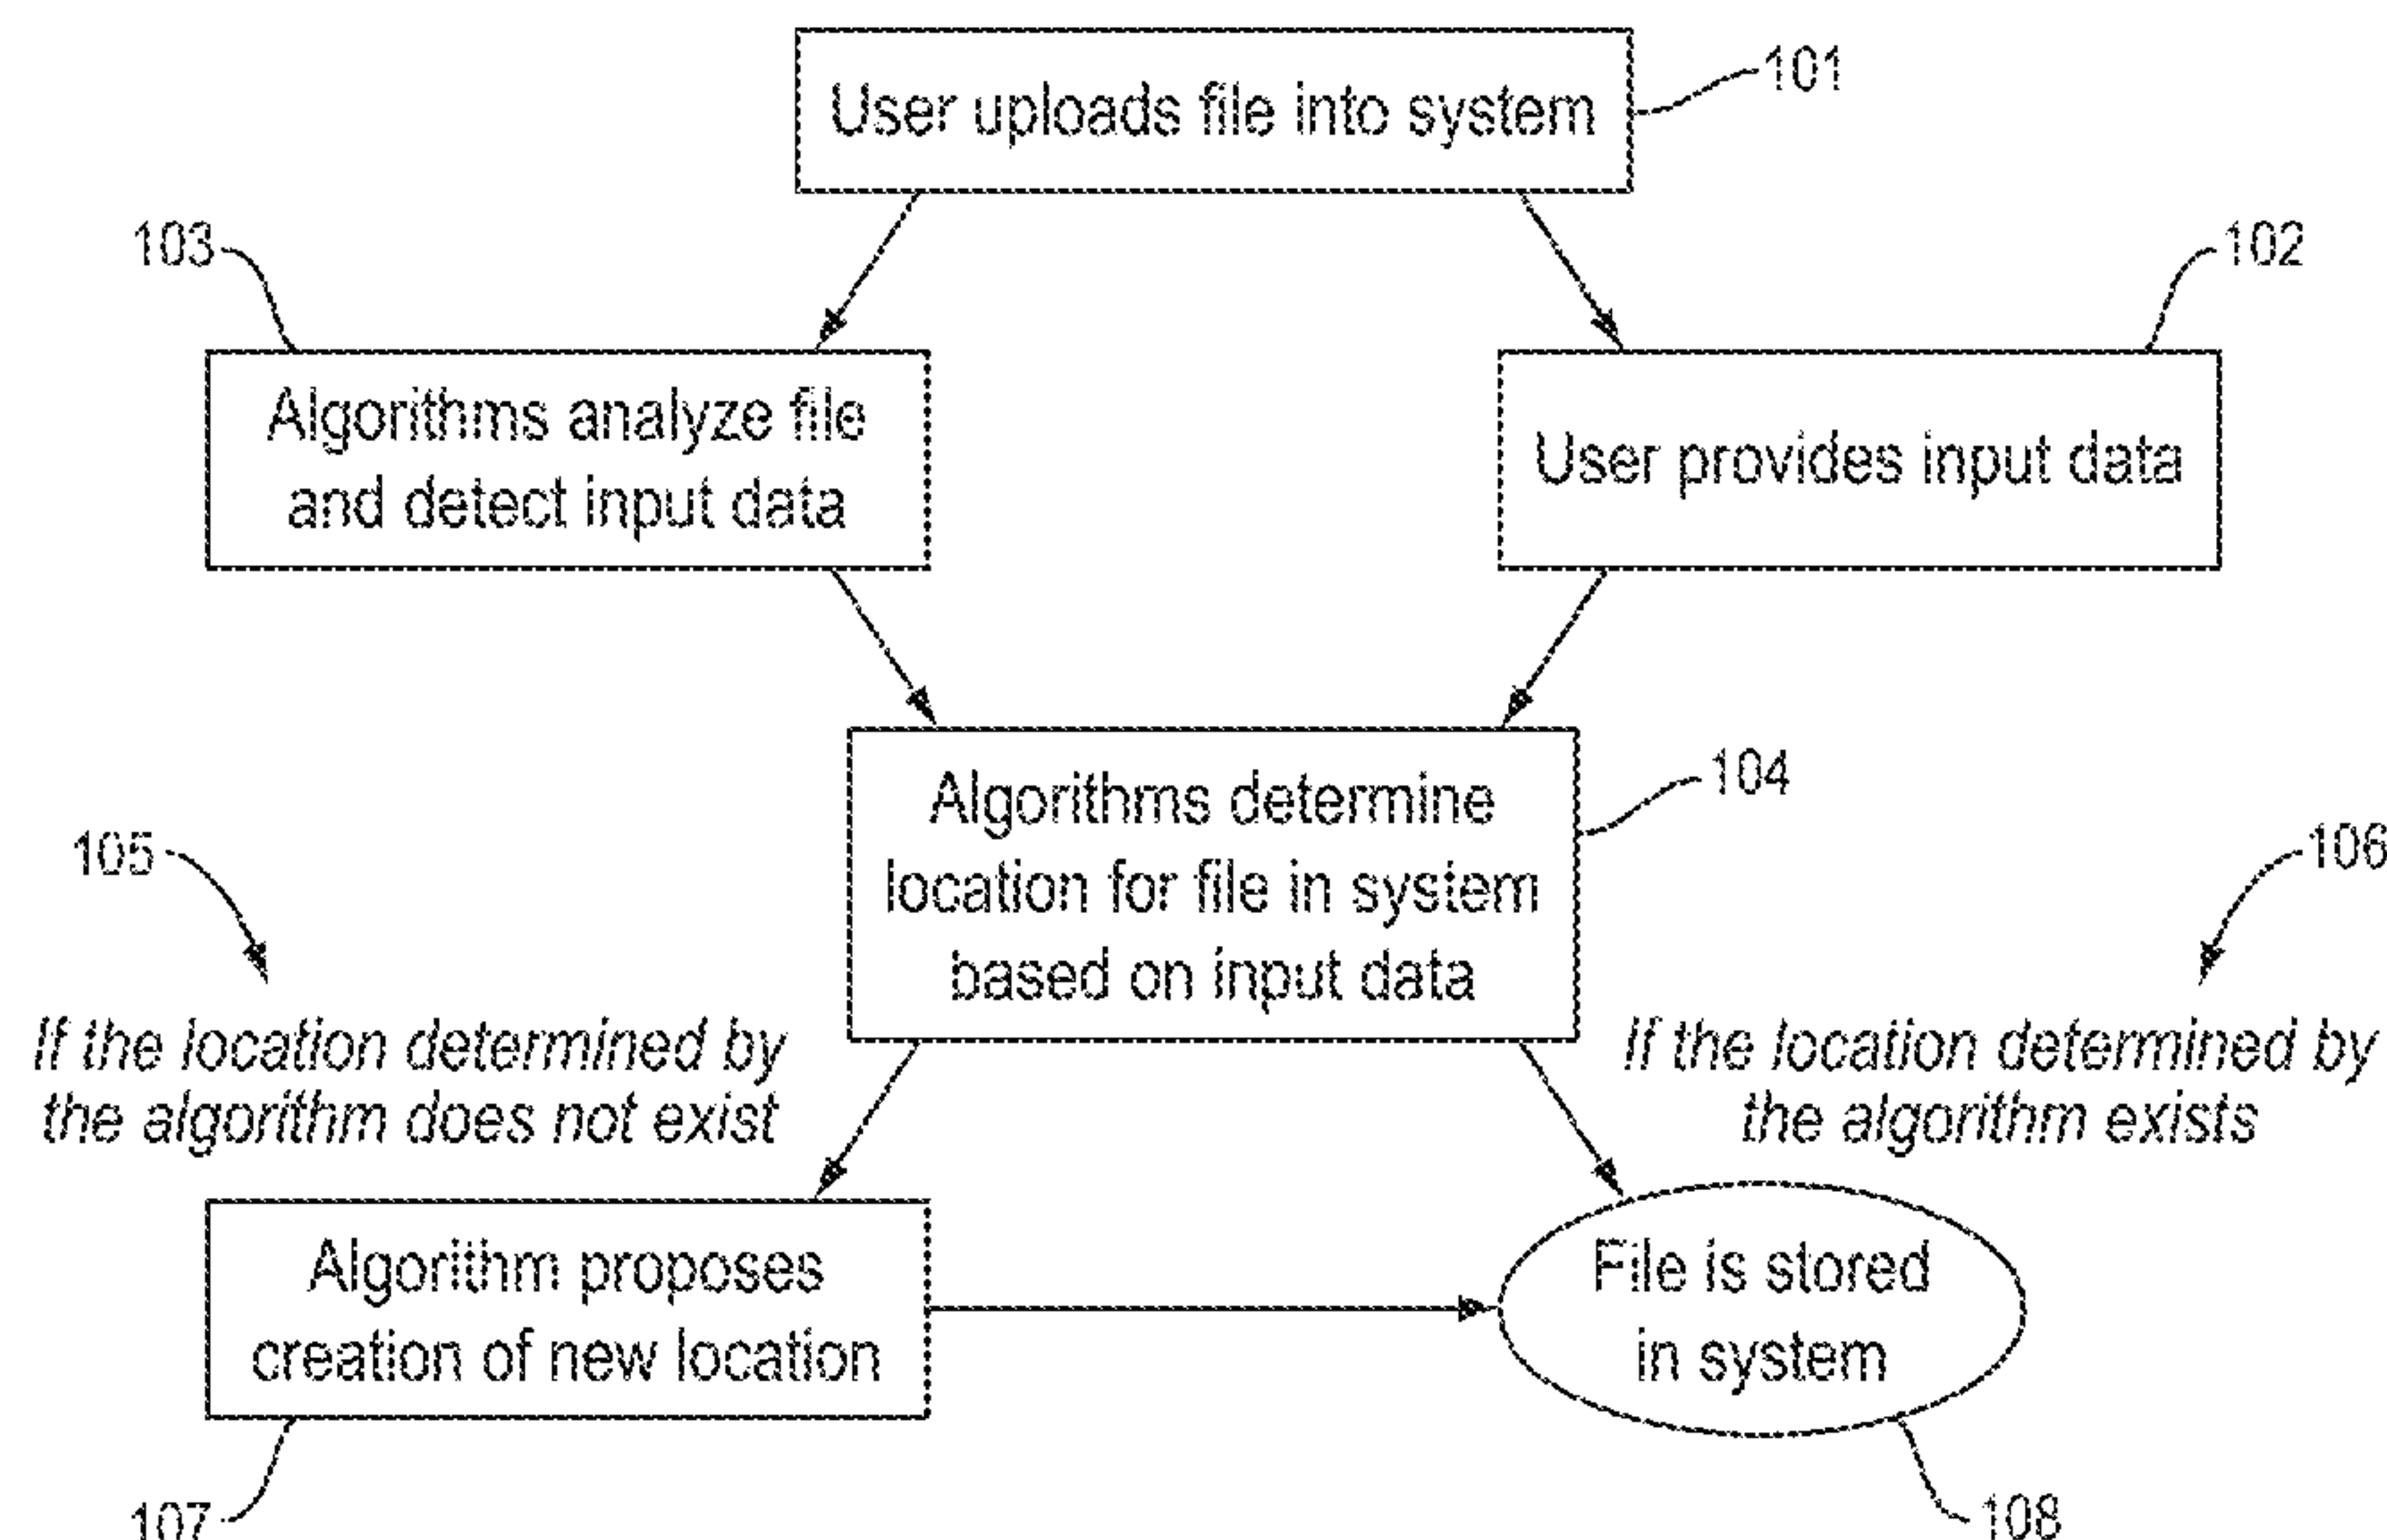 User uploads file into system
101
103
102
Algorithms analyze file
and detect input data
User provides input data
104
Algorithms determine
location for file in system
based on input data
105
106
If the location determined by
the algorithm does not exist
If the location determined by
the algorithm exists
Algorithm proposes
creation of new location
File is stored
in system
107
108